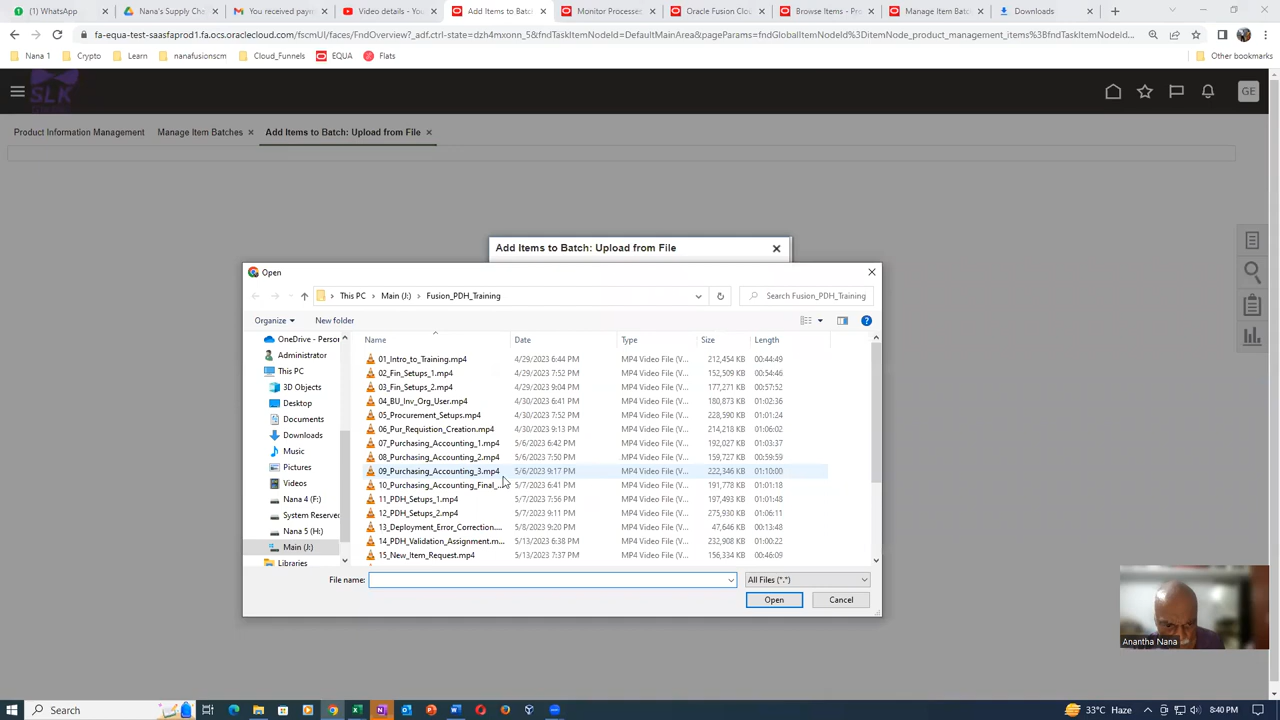 WhatsApp
Nana's Supply Cha
You received payu
Video details - You
Add Items to Batch
Monitor Processes
Oracle Fusion Cloud
Browse Items - Pro
Manage Item Batch
Downloads
fa-equa-test-saasfaprod1.fa.ocs.oraclecloud.com/fscmUI/faces/FndOverview?_adf.ctrl-state=dzh4mxonn_5&fndTaskItemNodeId=DefaultMainArea&pageParams=fndGlobalItemNodeId%3DitemNode_product_management_items%3BfndTaskItemNodeId%3D...
Nana 1
Crypto
Learn
nanafusionscm
Cloud_Funnels
EQUA
Flats
Other bookmarks
SLK
GE
Product Information Management
Manage Item Batches
Add Items to Batch: Upload from File
Add Items to Batch: Upload from File
Open
This PC > Main (J:) > Fusion_PDH_Training
Search Fusion_PDH_Training
Organize
New folder
OneDrive - Person
Administrator
This PC
3D Objects
Desktop
Documents
Downloads
Music
Pictures
Videos
Nana 4 (F:)
System Reserved
Nana 5 (H:)
Main (J:)
Libraries
Name Date Type Size Length
01_Intro_to_Training.mp4 4/29/2023 6:44 PM MP4 Video File (V... 212,454 KB 00:44:49
02_Fin_Setups_1.mp4 4/29/2023 7:52 PM MP4 Video File (V... 152,509 KB 00:54:46
03_Fin_Setups_2.mp4 4/29/2023 9:04 PM MP4 Video File (V... 177,271 KB 00:57:52
04_BU_Inv_Org_User.mp4 4/30/2023 6:41 PM MP4 Video File (V... 180,873 KB 01:02:36
05_Procurement_Setups.mp4 4/30/2023 7:52 PM MP4 Video File (V... 228,590 KB 01:01:24
06_Pur_Requistion_Creation.mp4 4/30/2023 9:13 PM MP4 Video File (V... 214,218 KB 01:06:02
07_Purchasing_Accounting_1.mp4 5/6/2023 6:42 PM MP4 Video File (V... 192,027 KB 01:03:37
08_Purchasing_Accounting_2.mp4 5/6/2023 7:50 PM MP4 Video File (V... 159,727 KB 00:59:59
09_Purchasing_Accounting_3.mp4 5/6/2023 9:17 PM MP4 Video File (V... 222,346 KB 01:10:00
10_Purchasing_Accounting_Final_... 5/7/2023 6:41 PM MP4 Video File (V... 191,778 KB 01:01:18
11_PDH_Setups_1.mp4 5/7/2023 7:56 PM MP4 Video File (V... 197,195 KB 01:01:48
12_PDH_Setups_2.mp4 5/7/2023 9:11 PM MP4 Video File (V... 275,930 KB 01:06:11
13_Deployment_Error_Correction.... 5/8/2023 9:20 PM MP4 Video File (V... 47,646 KB 00:13:48
14_PDH_Validation_Assignment.m... 5/13/2023 6:38 PM MP4 Video File (V... 232,908 KB 01:00:22
15_New_Item_Request.mp4 5/13/2023 7:37 PM MP4 Video File (V... 156,334 KB 00:46:09
File name:
All Files (*.*)
Open
Cancel
Anantha Nana
Search
33°C Haze
8:40 PM